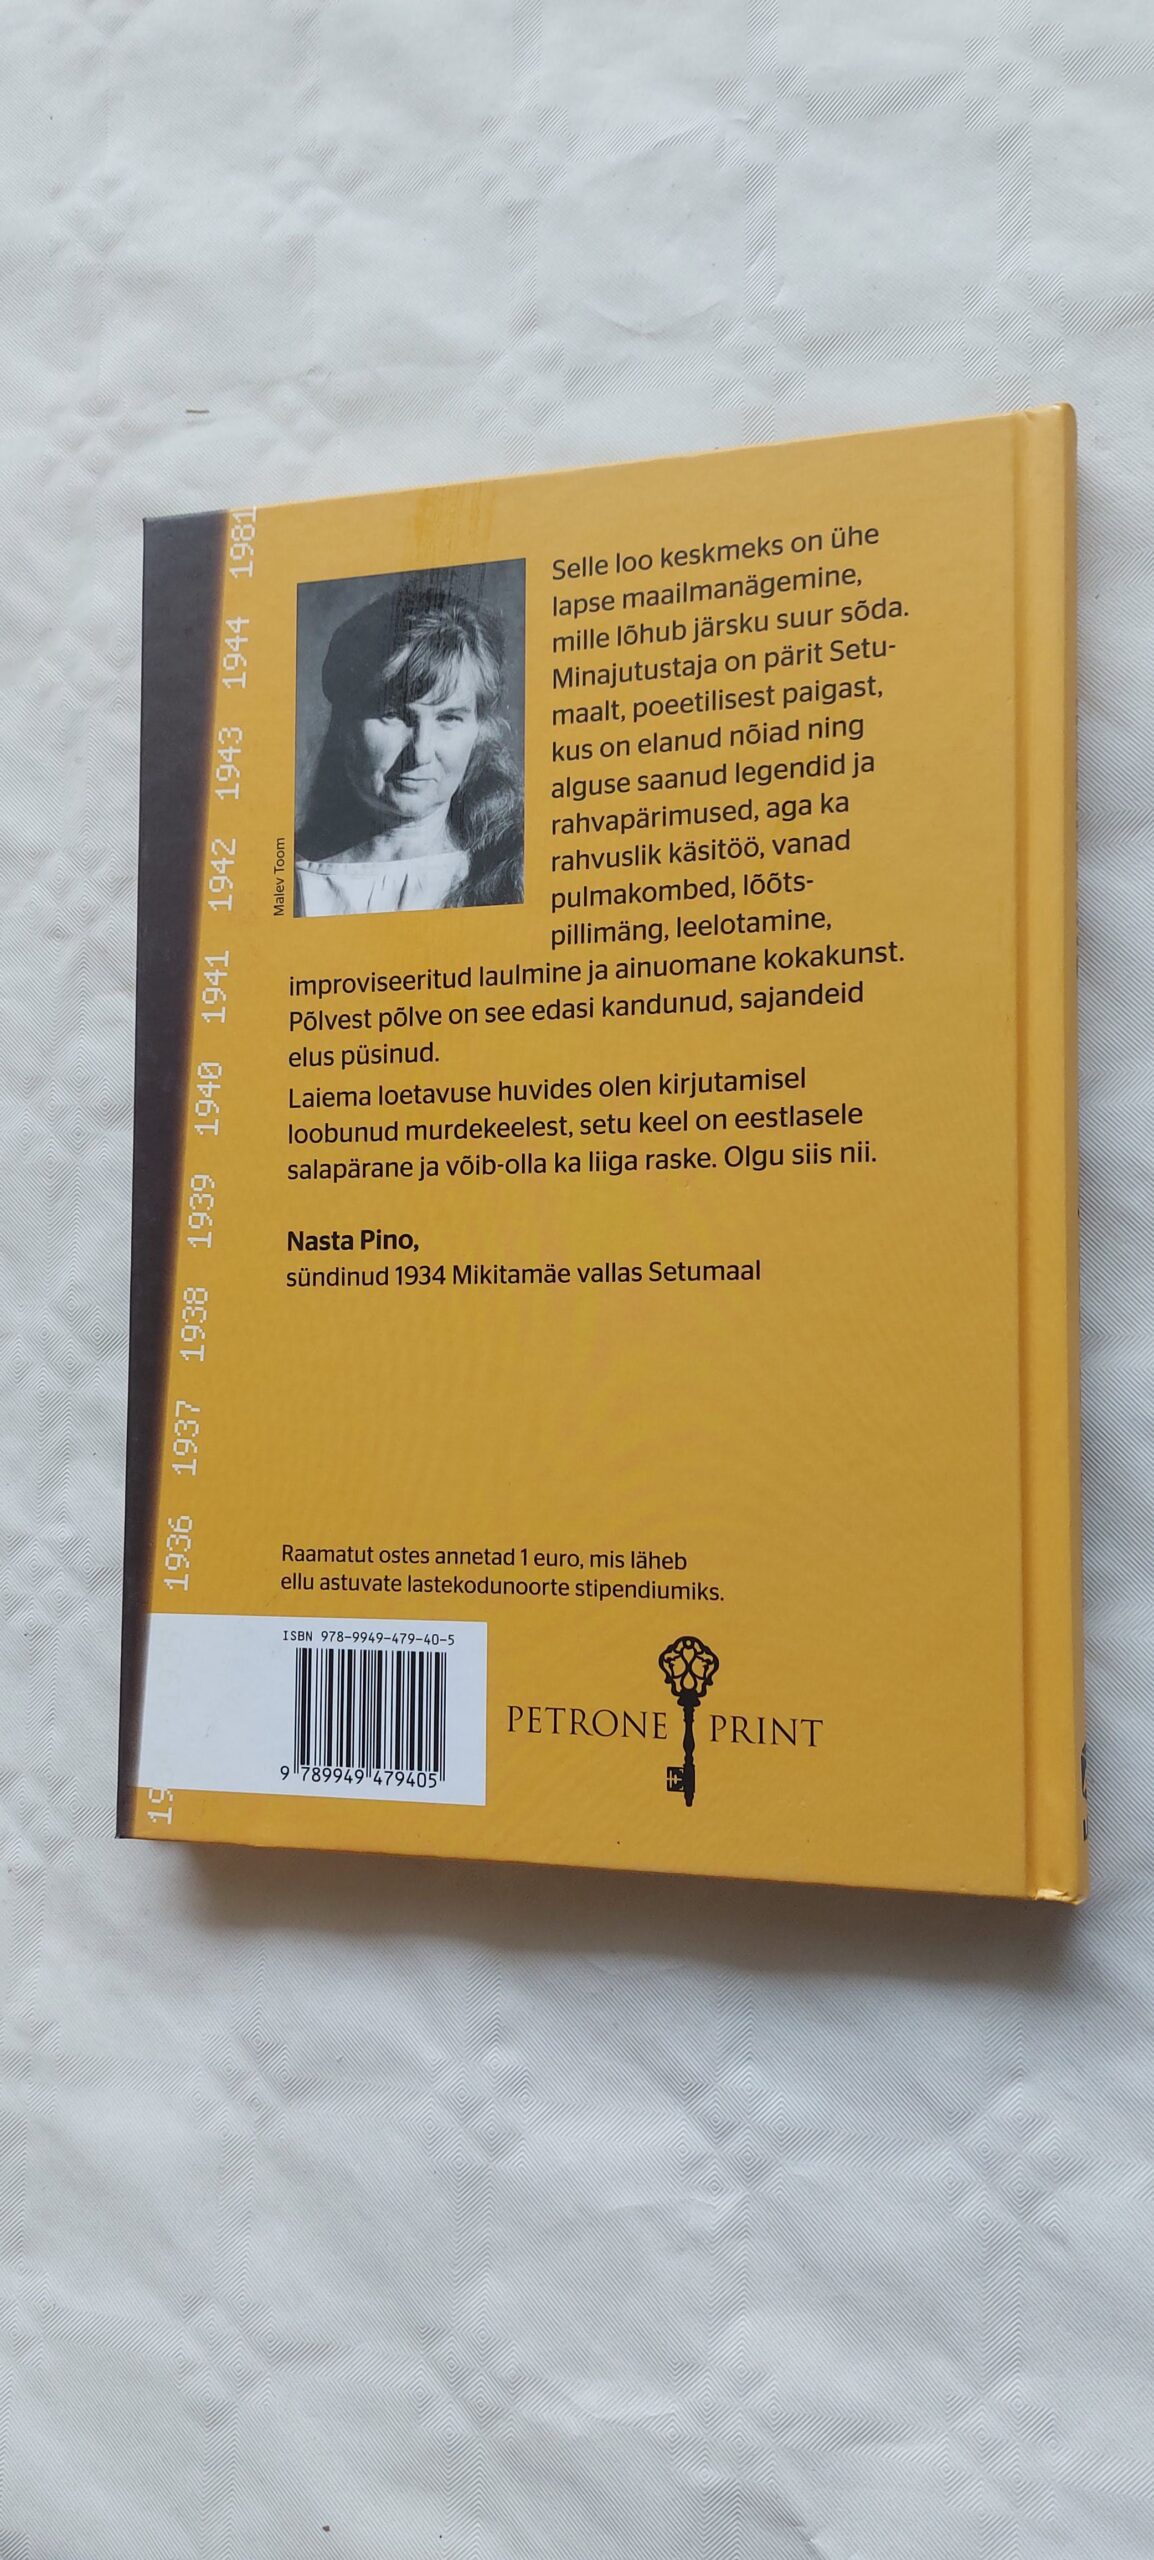 Selle loo keskmeks on ühe
lapse maailmanägemine,
mille lõhub järsku suur sõda.
Minajutustaja on pärit Setu-
maalt, poeetilisest paigast,
kus on elanud nõiad ning
alguse saanud legendid ja
rahvapärimused, aga ka
rahvuslik käsitöö, vanad
pulmakombed, lõõts-
pillimäng, leelotamine,
improviseeritud laulmine ja ainuomane kokakunst.
Põlvest põlve on see edasi kandunud, sajandeid
elus püsinud.
Laiema loetavuse huvides olen kirjutamisel
loobunud murdekeelest, setu keel on eestlasele
salapärane ja võib-olla ka liiga raske. Olgu siis nii.
Nasta Pino,
sündinud 1934 Mikitamäe vallas Setumaal
Malev Toom
Raamatut ostes annetad 1 euro, mis läheb
ellu astuvate lastekodunoorte stipendiumiks.
ISBN 978-9949-479-40-5
9 789949 479405
PETRONE PRINT
19
1936 1937 1938 1939 1940 1941 1942 1943 1944 1981